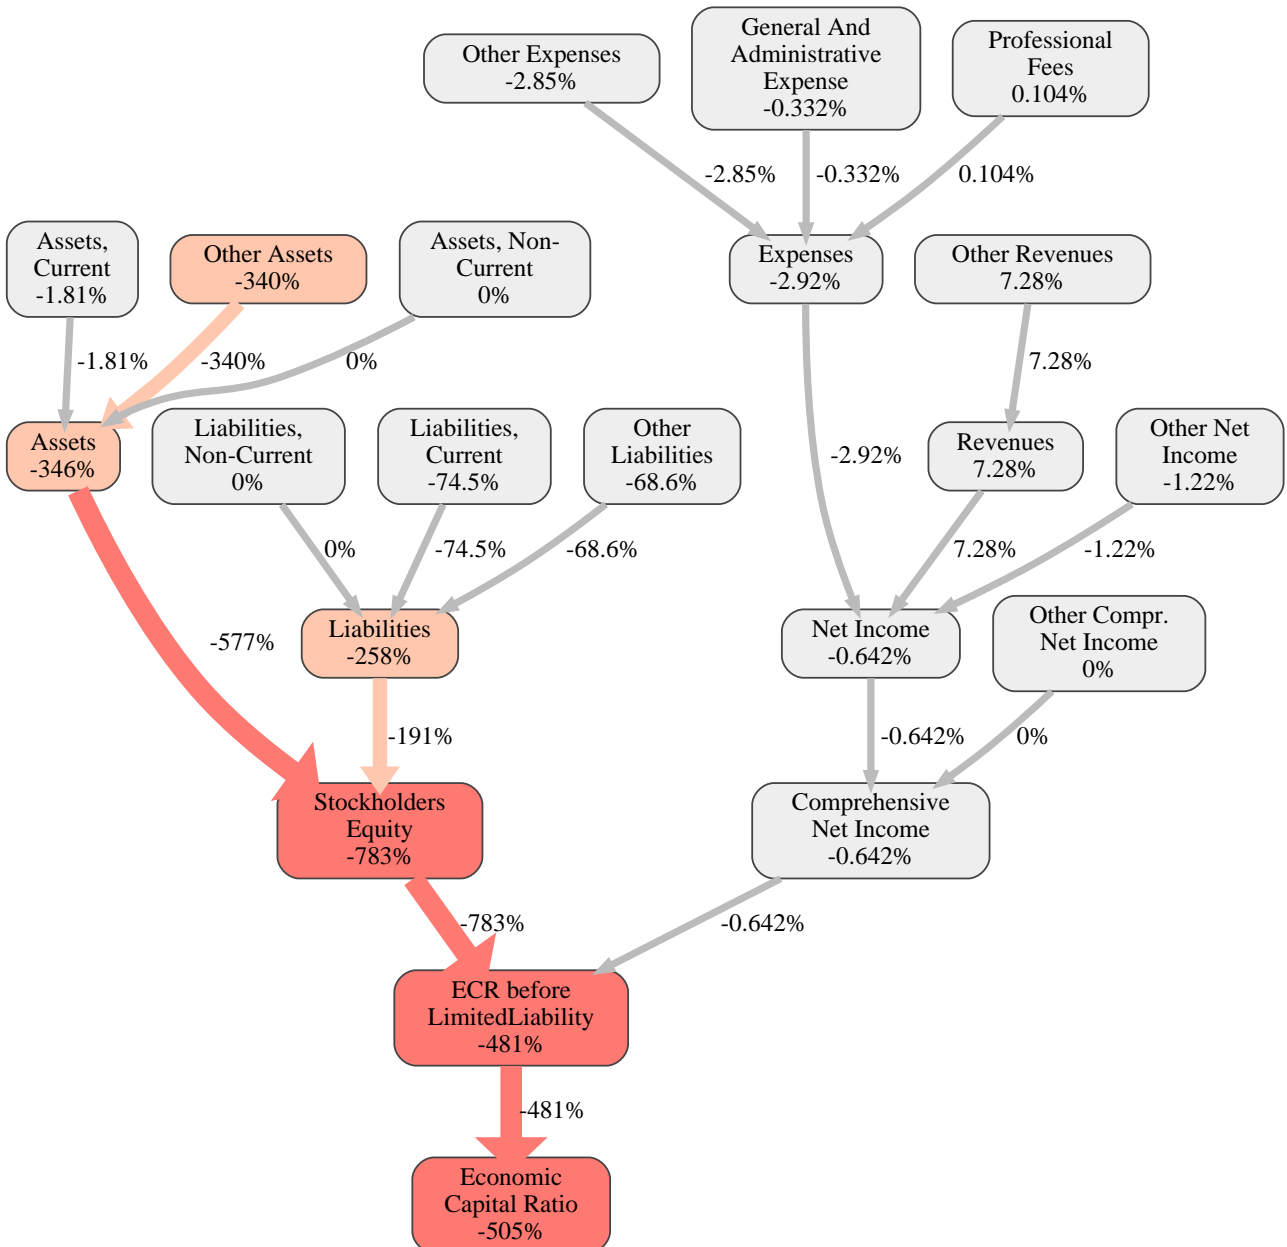 Other Expenses
-2.85%
General And
Administrative
Expense
-0.332%
Professional
Fees
0.104%
-2.85%
-0.332%
0.104%
Assets,
Current
-1.81%
Other Assets
-340%
Assets, Non-
Current
0%
Expenses
-2.92%
Other Revenues
7.28%
-1.81%
-340%
0%
7.28%
Assets
-346%
Liabilities,
Non-Current
0%
Liabilities,
Current
-74.5%
Other
Liabilities
-68.6%
-2.92%
Revenues
7.28%
Other Net
Income
-1.22%
0%
-74.5%
-68.6%
7.28%
-1.22%
-577%
Liabilities
-258%
Net Income
-0.642%
Other Compr.
Net Income
0%
-191%
-0.642%
0%
Stockholders
Equity
-783%
Comprehensive
Net Income
-0.642%
-783%
-0.642%
ECR before
LimitedLiability
-481%
-481%
Economic
Capital Ratio
-505%